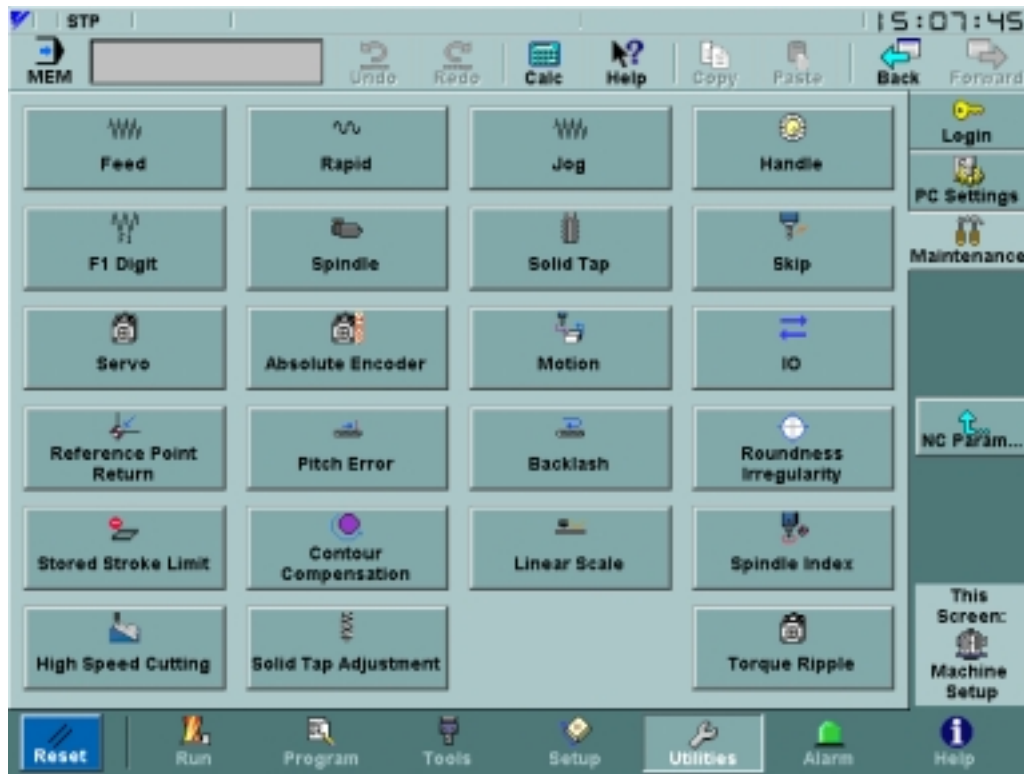 STP
15:07:45
MEM
Undo
Redo
Calc
Help
Copy
Paste
Back
Forward
Feed
Rapid
Jog
Handle
Login
PC Settings
F1 Digit
Spindle
Solid Tap
Skip
Maintenance
Servo
Absolute Encoder
Motion
IO
Reference Point
Return
Pitch Error
Backlash
Roundness
Irregularity
NC Param...
Stored Stroke Limit
Contour
Compensation
Linear Scale
Spindle Index
High Speed Cutting
Solid Tap Adjustment
Torque Ripple
This
Screen:
Machine
Setup
Reset
Run
Program
Tools
Setup
Utilities
Alarm
Help